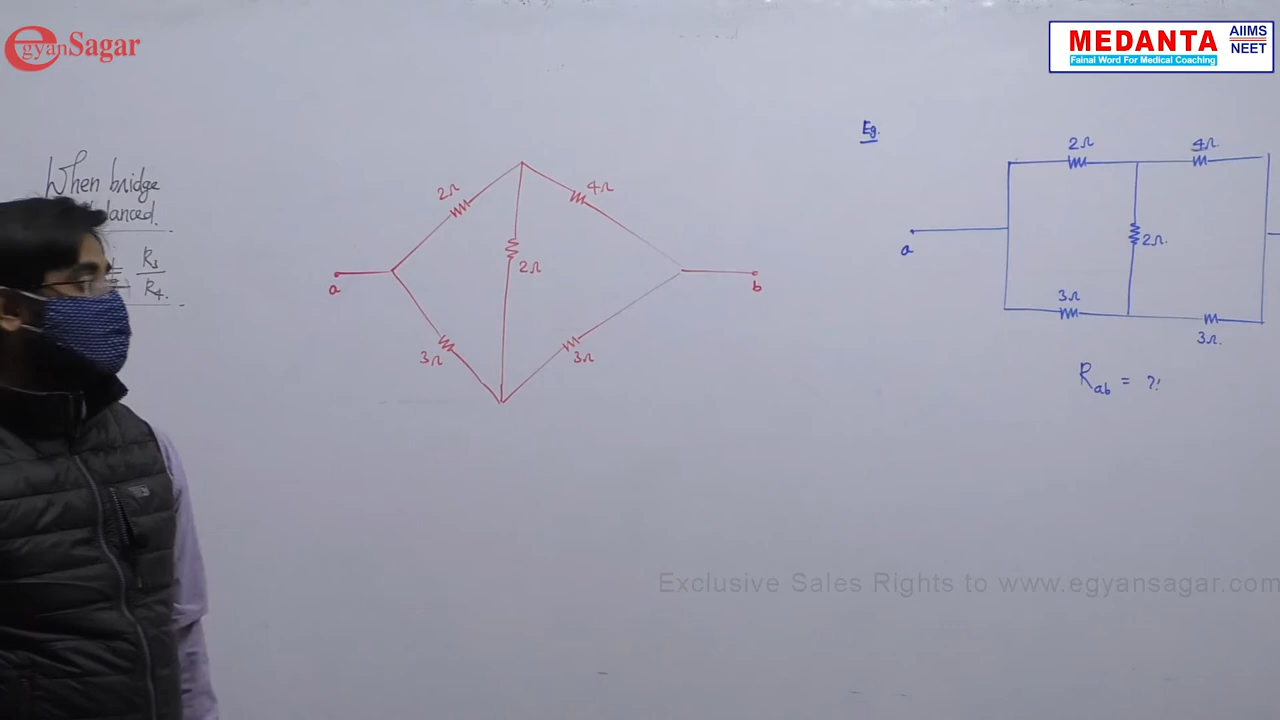 egyanSagar
MEDANTA
AIIMS
NEET
Fainal Word For Medical Coaching
When bridge
R₃
R₄.
2Ω
4Ω
2Ω
a
b
3Ω
3Ω
Eg.
2Ω
4Ω
a
2Ω.
3Ω
3Ω.
R_ab = ?
Exclusive Sales Rights to www.egyansagar.com